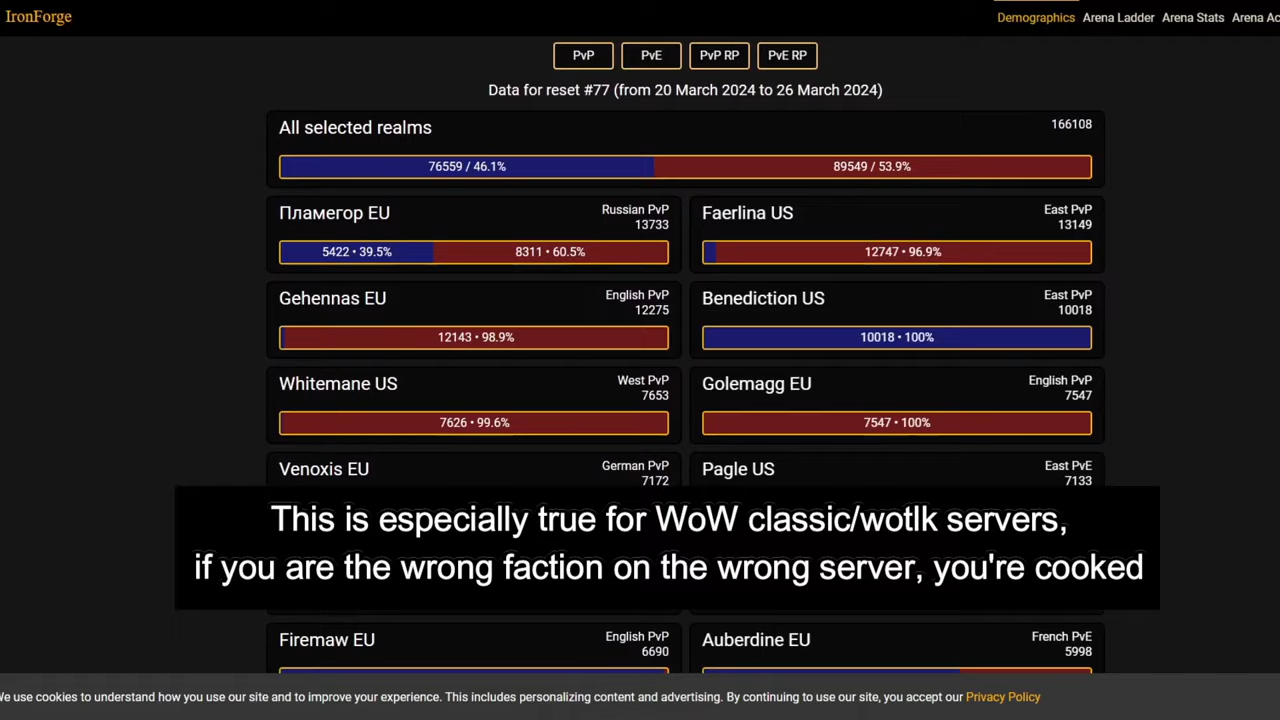 IronForge
Demographics Arena Ladder Arena Stats Arena Ac
PvP PvE PvP RP PvE RP
Data for reset #77 (from 20 March 2024 to 26 March 2024)
All selected realms 166108
76559 / 46.1% 89549 / 53.9%
Пламегор EU Russian PvP
13733
5422 • 39.5% 8311 • 60.5%
Faerlina US East PvP
13149
12747 • 96.9%
Gehennas EU English PvP
12275
12143 • 98.9%
Benediction US East PvP
10018
10018 • 100%
Whitemane US West PvP
7653
7626 • 99.6%
Golemagg EU English PvP
7547
7547 • 100%
Venoxis EU German PvP
7172
Pagle US East PvE
7133
This is especially true for WoW classic/wotlk servers,
if you are the wrong faction on the wrong server, you're cooked
Firemaw EU English PvP
6690
Auberdine EU French PvE
5998
We use cookies to understand how you use our site and to improve your experience. This includes personalizing content and advertising. By continuing to use our site, you accept our Privacy Policy